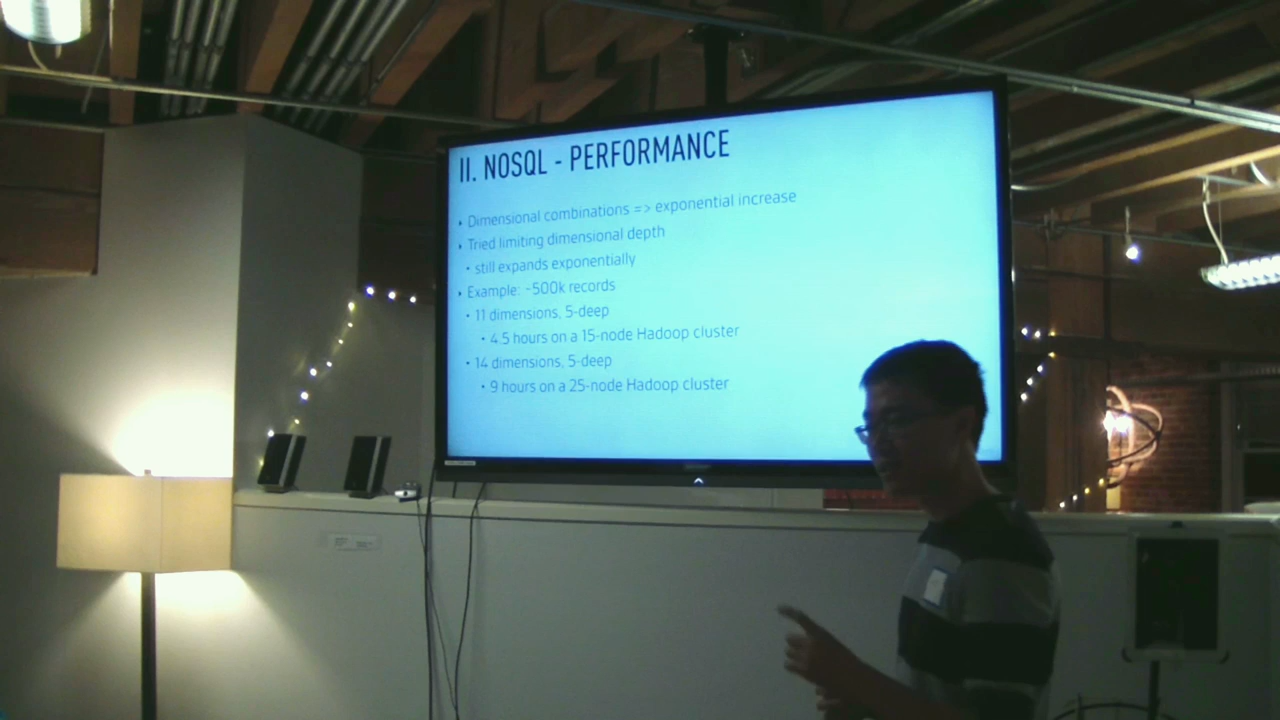 II. NOSQL - PERFORMANCE
Dimensional combinations => exponential increase
Tried limiting dimensional depth
still expands exponentially
Example: ~500k records
11 dimensions, 5-deep
4.5 hours on a 15-node Hadoop cluster
14 dimensions, 5-deep
9 hours on a 25-node Hadoop cluster